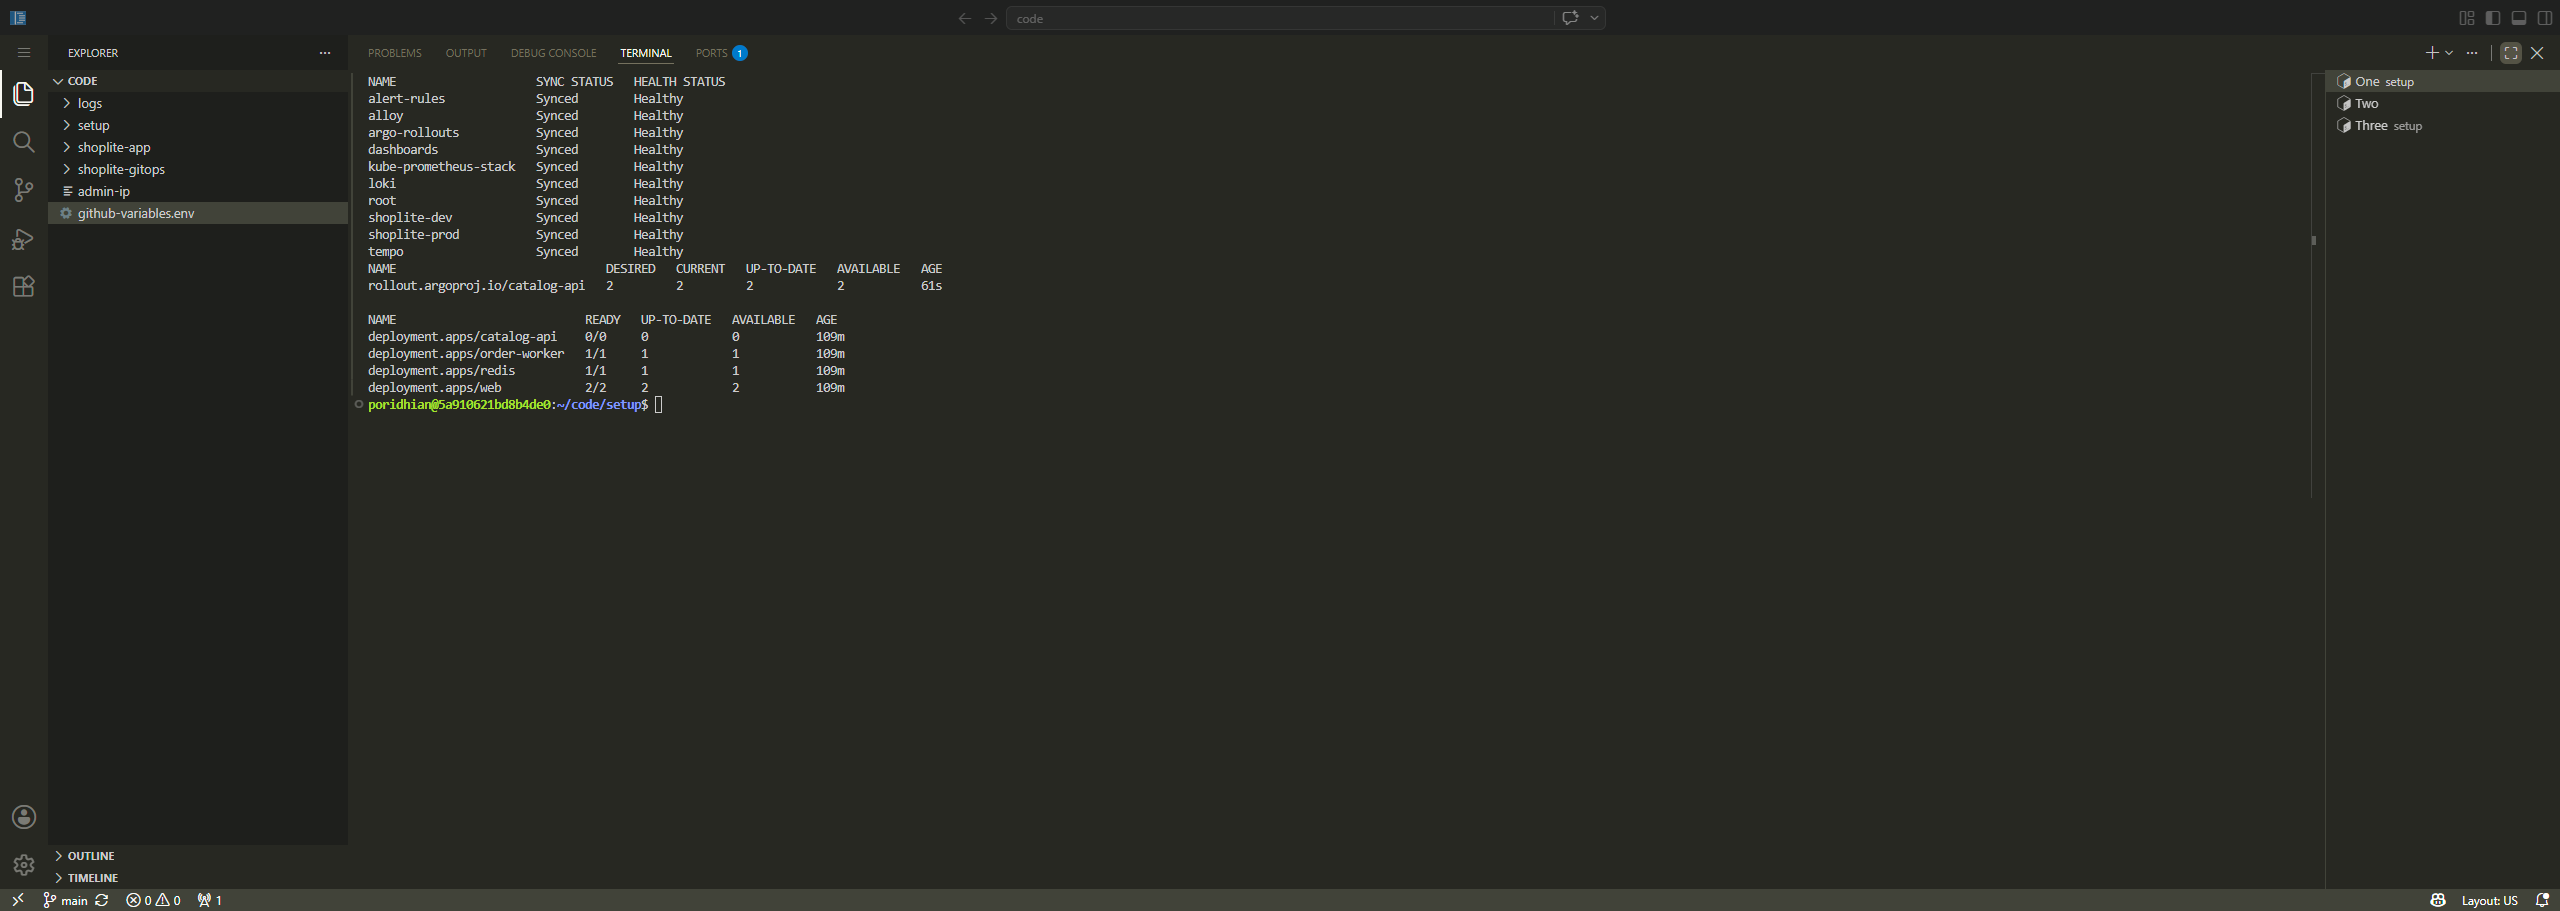 code
EXPLORER
CODE
logs
setup
shoplite-app
shoplite-gitops
admin-ip
github-variables.env
OUTLINE
TIMELINE
PROBLEMS OUTPUT DEBUG CONSOLE TERMINAL PORTS 1
NAME SYNC STATUS HEALTH STATUS
alert-rules Synced Healthy
alloy Synced Healthy
argo-rollouts Synced Healthy
dashboards Synced Healthy
kube-prometheus-stack Synced Healthy
loki Synced Healthy
root Synced Healthy
shoplite-dev Synced Healthy
shoplite-prod Synced Healthy
tempo Synced Healthy
NAME DESIRED CURRENT UP-TO-DATE AVAILABLE AGE
rollout.argoproj.io/catalog-api 2 2 2 2 61s
NAME READY UP-TO-DATE AVAILABLE AGE
deployment.apps/catalog-api 0/0 0 0 109m
deployment.apps/order-worker 1/1 1 1 109m
deployment.apps/redis 1/1 1 1 109m
deployment.apps/web 2/2 2 2 109m
poridhian@5a910621bd8b4de0:~/code/setup$
One setup
Two
Three setup
main 0 0 1
Layout: US